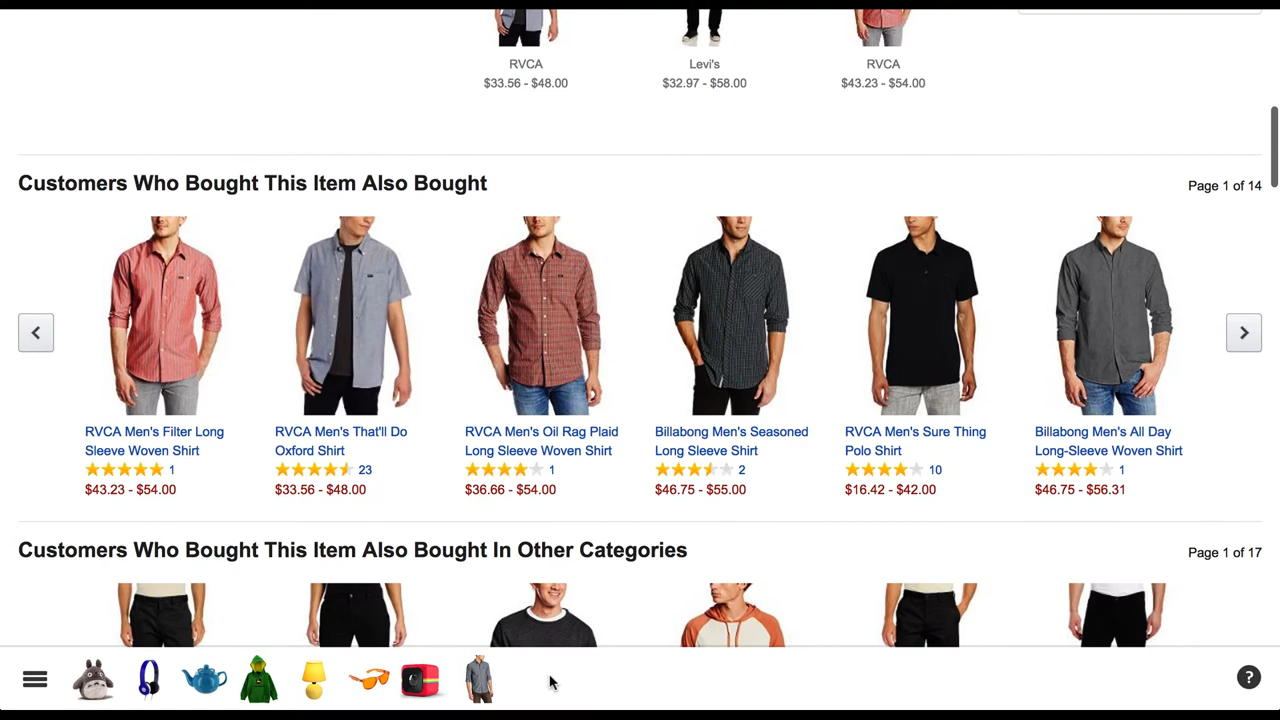 RVCA
$33.56 - $48.00
Levi's
$32.97 - $58.00
RVCA
$43.23 - $54.00
Customers Who Bought This Item Also Bought
Page 1 of 14
RVCA Men's Filter Long
Sleeve Woven Shirt
1
$43.23 - $54.00
RVCA Men's That'll Do
Oxford Shirt
23
$33.56 - $48.00
RVCA Men's Oil Rag Plaid
Long Sleeve Woven Shirt
1
$36.66 - $54.00
Billabong Men's Seasoned
Long Sleeve Shirt
2
$46.75 - $55.00
RVCA Men's Sure Thing
Polo Shirt
10
$16.42 - $42.00
Billabong Men's All Day
Long-Sleeve Woven Shirt
1
$46.75 - $56.31
Customers Who Bought This Item Also Bought In Other Categories
Page 1 of 17
?